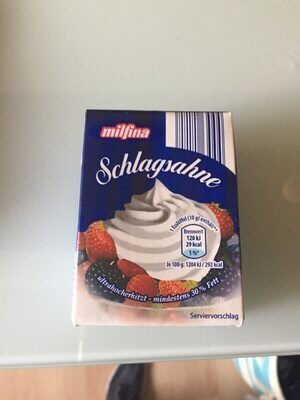 milfina
Schlagsahne
1 Esslöffel (10 g) enthält**
Brennwert
120 kJ
29 kcal
1 %*
Je 100 g: 1204 kJ / 292 kcal
ultrahocherhitzt - mindestens 30 % Fett
Serviervorschlag